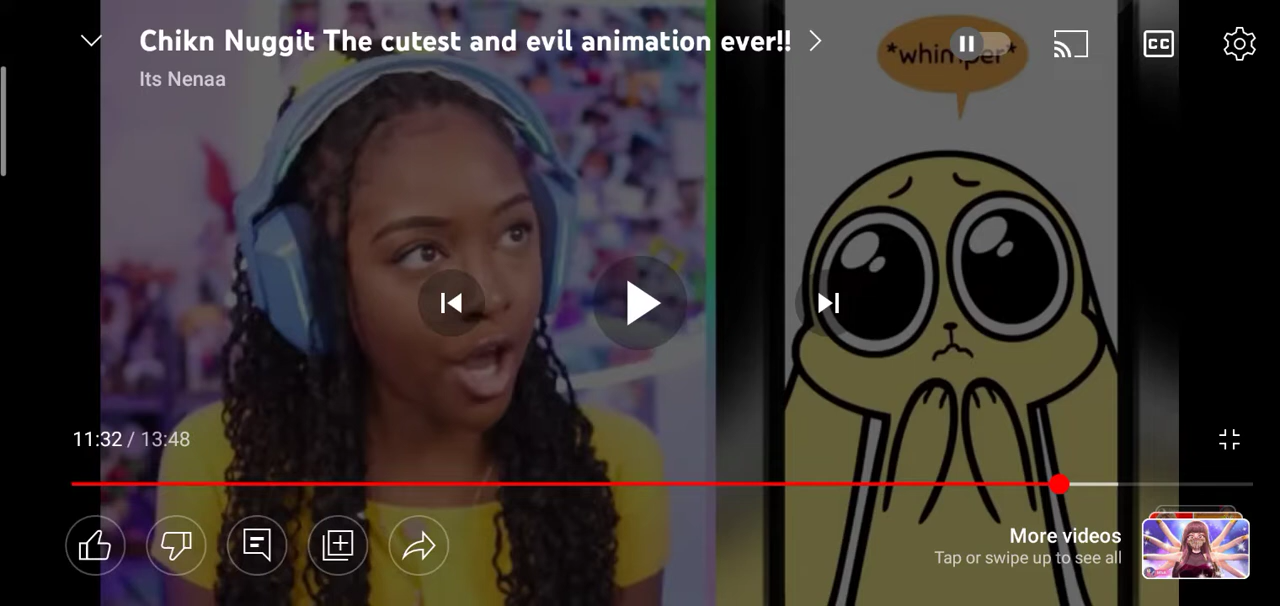 Chikn Nuggit The cutest and evil animation ever!!
Its Nenaa
*whimper*
CC
11:32 / 13:48
More videos
Tap or swipe up to see all